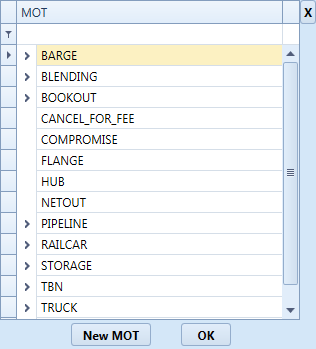 MOT X
BARGE
BLENDING
BOOKOUT
CANCEL_FOR_FEE
COMPROMISE
FLANGE
HUB
NETOUT
PIPELINE
RAILCAR
STORAGE
TBN
TRUCK
New MOT OK